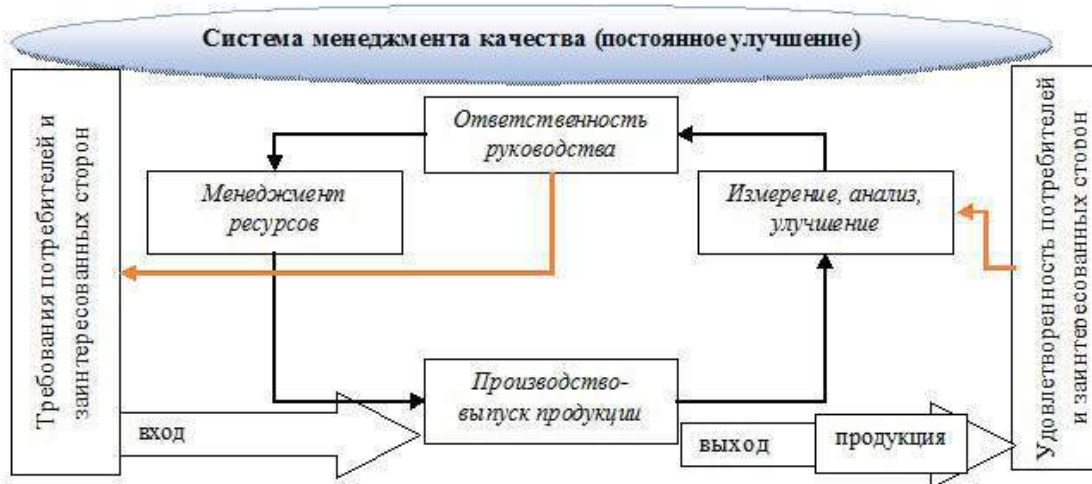 Система менеджмента качества (постоянное улучшение)
Требования потребителей и
заинтересованных сторон
Ответственность
руководства
Менеджмент
ресурсов
Измерение, анализ,
улучшение
Производство-
выпуск продукции
вход
выход
продукция
Удовлетворенность потребителей
и заинтересованных сторон